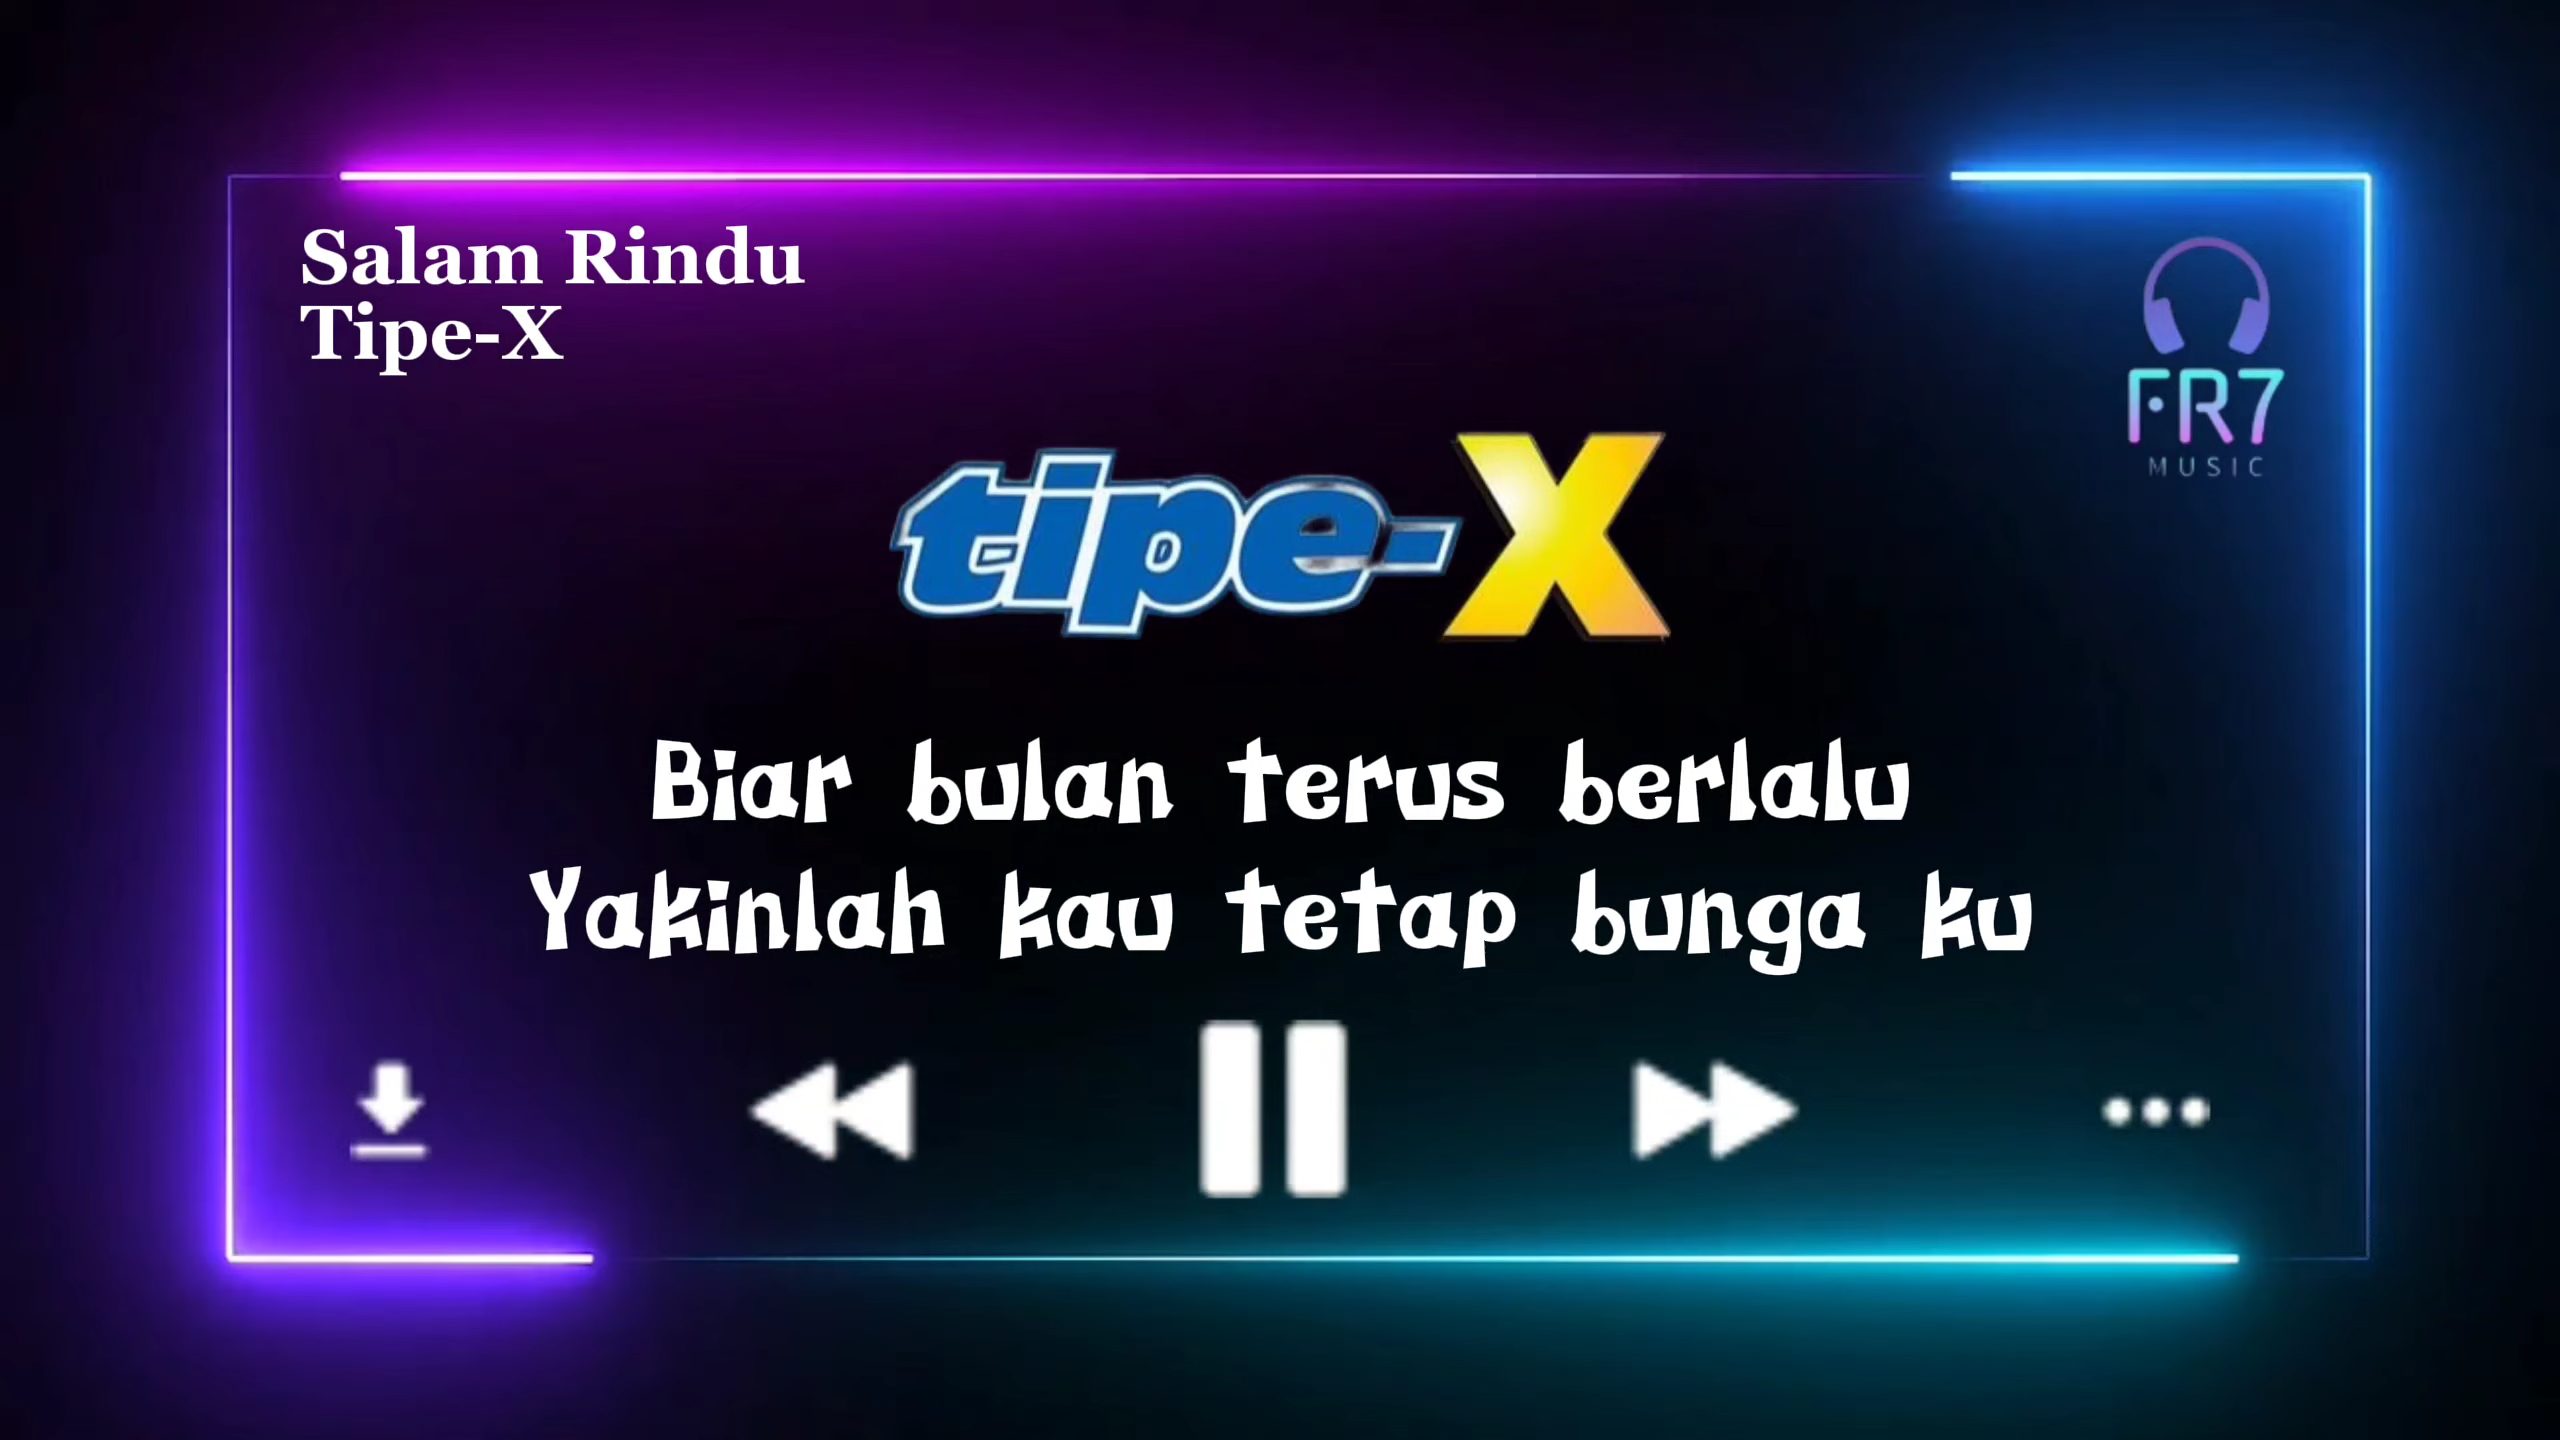 Salam Rindu
Tipe-X
FR7
MUSIC
tipe-X
Biar bulan terus berlalu
Yakinlah kau tetap bunga ku